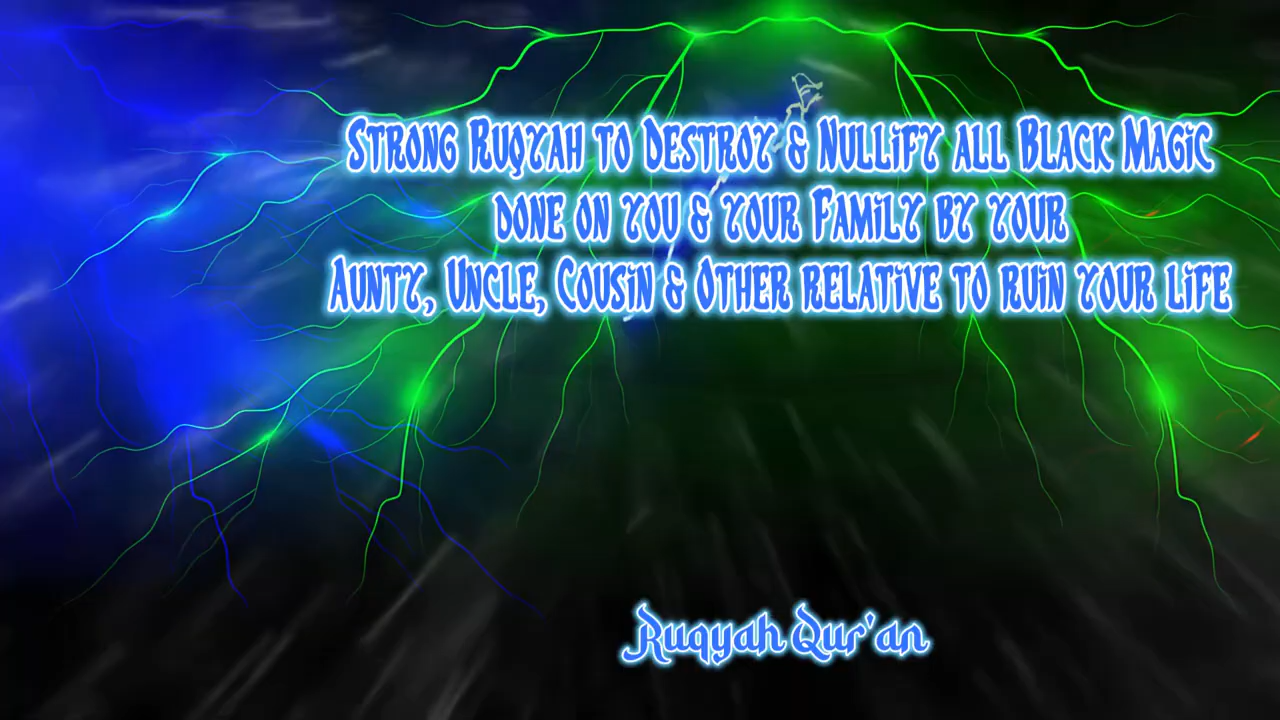 Strong Ruqyah to Destroy & Nullify all Black Magic
done on you & your Family by your
Aunty, Uncle, Cousin & Other relative to ruin your life
Ruqyah Qur'an